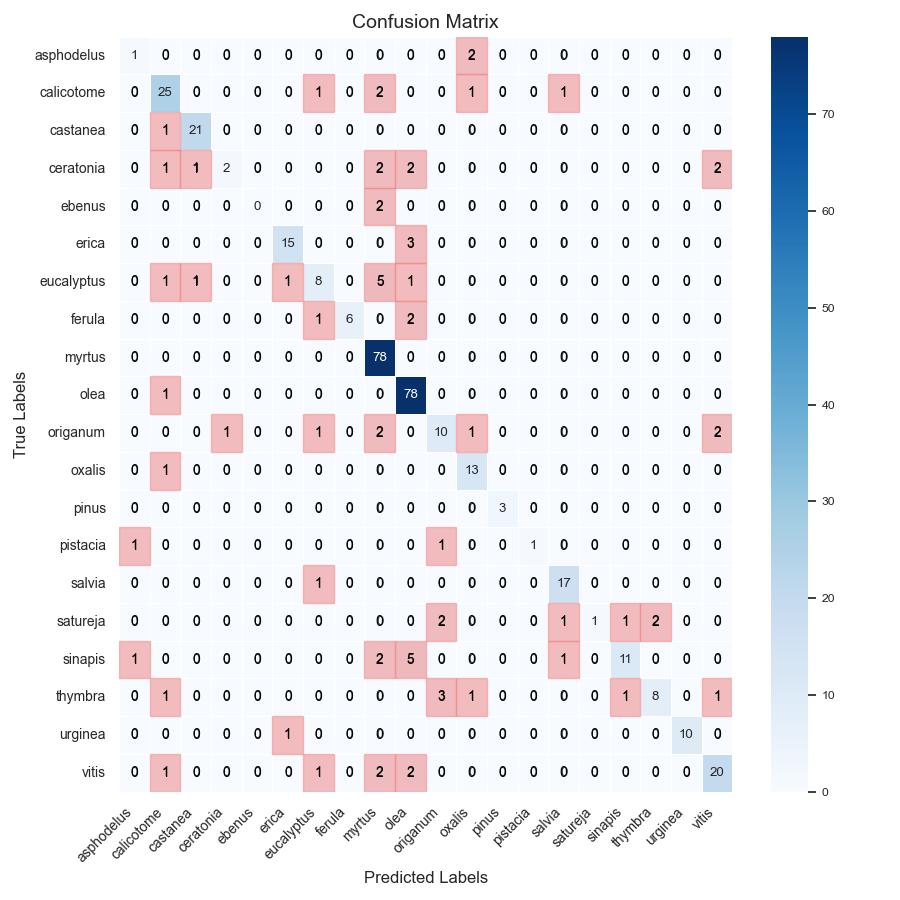 Confusion Matrix
True Labels
asphodelus 1 0 0 0 0 0 0 0 0 0 0 2 0 0 0 0 0 0 0 0
calicotome 0 25 0 0 0 0 1 0 2 0 0 1 0 0 1 0 0 0 0 0
castanea 0 1 21 0 0 0 0 0 0 0 0 0 0 0 0 0 0 0 0 0
ceratonia 0 1 1 2 0 0 0 0 2 2 0 0 0 0 0 0 0 0 0 2
ebenus 0 0 0 0 0 0 0 0 2 0 0 0 0 0 0 0 0 0 0 0
erica 0 0 0 0 0 15 0 0 0 3 0 0 0 0 0 0 0 0 0 0
eucalyptus 0 1 1 0 0 1 8 0 5 1 0 0 0 0 0 0 0 0 0 0
ferula 0 0 0 0 0 0 1 6 0 2 0 0 0 0 0 0 0 0 0 0
myrtus 0 0 0 0 0 0 0 0 78 0 0 0 0 0 0 0 0 0 0 0
olea 0 1 0 0 0 0 0 0 0 78 0 0 0 0 0 0 0 0 0 0
origanum 0 0 0 1 0 0 1 0 2 0 10 1 0 0 0 0 0 0 0 2
oxalis 0 1 0 0 0 0 0 0 0 0 0 13 0 0 0 0 0 0 0 0
pinus 0 0 0 0 0 0 0 0 0 0 0 0 3 0 0 0 0 0 0 0
pistacia 1 0 0 0 0 0 0 0 0 0 1 0 0 1 0 0 0 0 0 0
salvia 0 0 0 0 0 0 1 0 0 0 0 0 0 0 17 0 0 0 0 0
satureja 0 0 0 0 0 0 0 0 0 0 2 0 0 0 1 1 1 2 0 0
sinapis 1 0 0 0 0 0 0 0 2 5 0 0 0 0 1 0 11 0 0 0
thymbra 0 1 0 0 0 0 0 0 0 0 3 1 0 0 0 0 1 8 0 1
urginea 0 0 0 0 0 1 0 0 0 0 0 0 0 0 0 0 0 0 10 0
vitis 0 1 0 0 0 0 1 0 2 2 0 0 0 0 0 0 0 0 0 20
asphodelus calicotome castanea ceratonia ebenus erica eucalyptus ferula myrtus olea origanum oxalis pinus pistacia salvia satureja sinapis thymbra urginea vitis
Predicted Labels
70
60
50
40
30
20
10
0